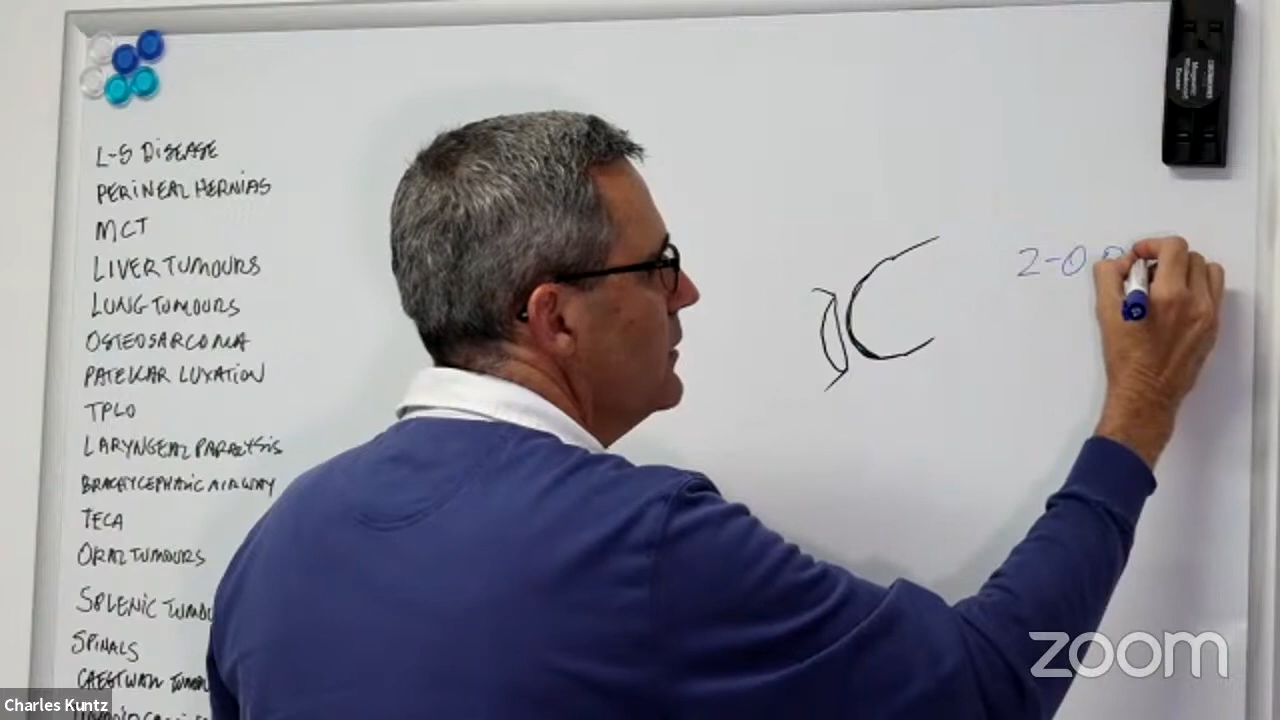 L-S DISEASE
PERINEAL HERNIAS
MCT
LIVER TUMOURS
LUNG TUMOURS
OSTEOSARCOMA
PATELLAR LUXATION
TPLO
LARYNGEAL PARALYSIS
BRACHYCEPHALIC AIRWAY
TECA
ORAL TUMOURS
SPLENIC TUMOU
SPINALS
2-0 P
zoom
Charles Kuntz